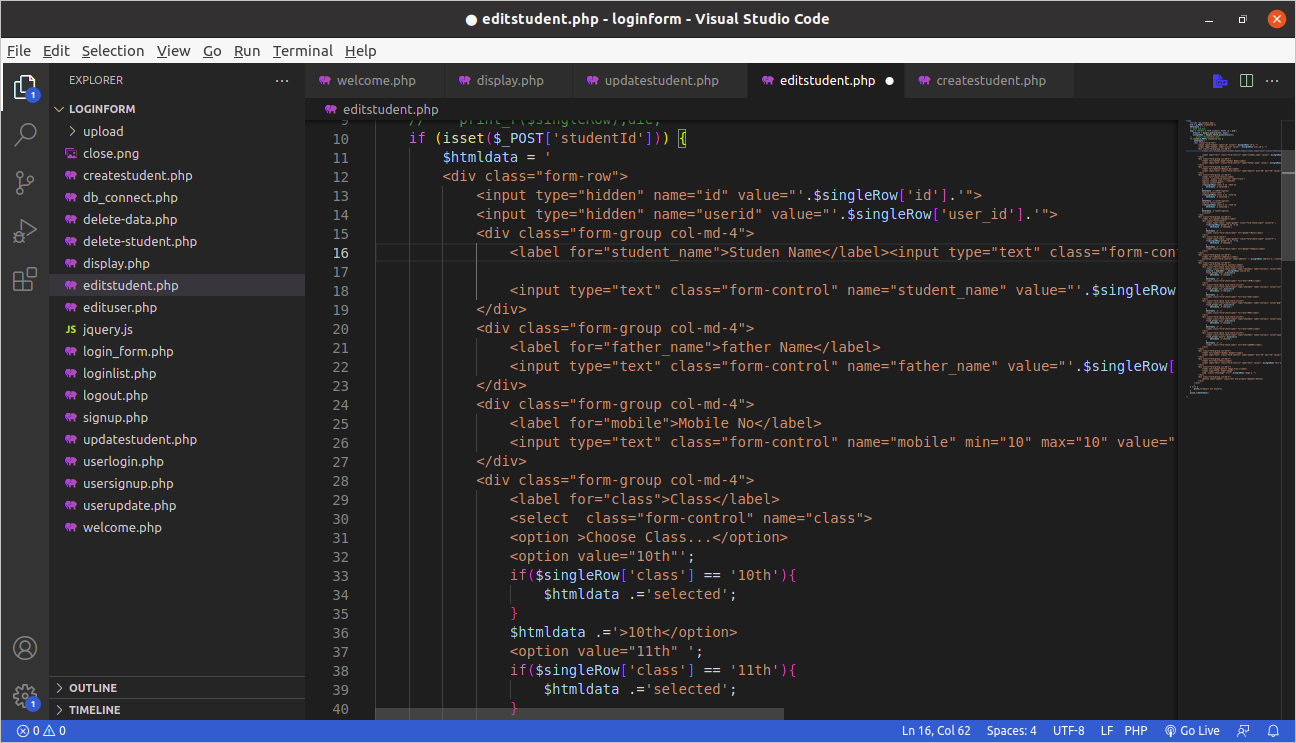 editstudent.php - loginform - Visual Studio Code
File Edit Selection View Go Run Terminal Help
EXPLORER
welcome.php display.php updatestudent.php editstudent.php createstudent.php
1
LOGINFORM
upload
close.png
createstudent.php
db_connect.php
delete-data.php
delete-student.php
display.php
editstudent.php
edituser.php
JS jquery.js
login_form.php
loginlist.php
logout.php
signup.php
updatestudent.php
userlogin.php
usersignup.php
userupdate.php
welcome.php
OUTLINE
TIMELINE
1
editstudent.php
9 // print_r($singleRow);die;
10 if (isset($_POST['studentId'])) {
11 $htmldata = '
12 <div class="form-row">
13 <input type="hidden" name="id" value="'.$singleRow['id'].'">
14 <input type="hidden" name="userid" value="'.$singleRow['user_id'].'">
15 <div class="form-group col-md-4">
16 <label for="student_name">Studen Name</label><input type="text" class="form-con
17
18 <input type="text" class="form-control" name="student_name" value="'.$singleRow
19 </div>
20 <div class="form-group col-md-4">
21 <label for="father_name">father Name</label>
22 <input type="text" class="form-control" name="father_name" value="'.$singleRow[
23 </div>
24 <div class="form-group col-md-4">
25 <label for="mobile">Mobile No</label>
26 <input type="text" class="form-control" name="mobile" min="10" max="10" value="
27 </div>
28 <div class="form-group col-md-4">
29 <label for="class">Class</label>
30 <select  class="form-control" name="class">
31 <option >Choose Class...</option>
32 <option value="10th"';
33 if($singleRow['class'] == '10th'){
34 $htmldata .='selected';
35 }
36 $htmldata .='>10th</option>
37 <option value="11th" ';
38 if($singleRow['class'] == '11th'){
39 $htmldata .='selected';
40 }
0 0 Ln 16, Col 62 Spaces: 4 UTF-8 LF PHP Go Live